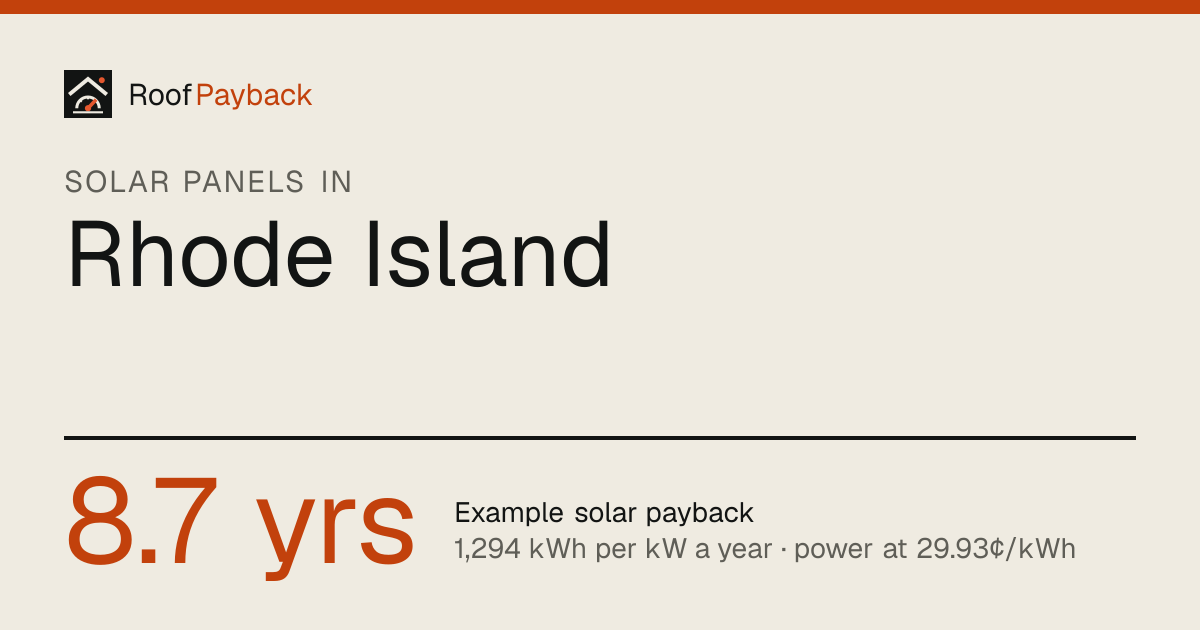 RoofPayback
SOLAR PANELS IN
Rhode Island
8.7 yrs
Example solar payback
1,294 kWh per kW a year · power at 29.93¢/kWh